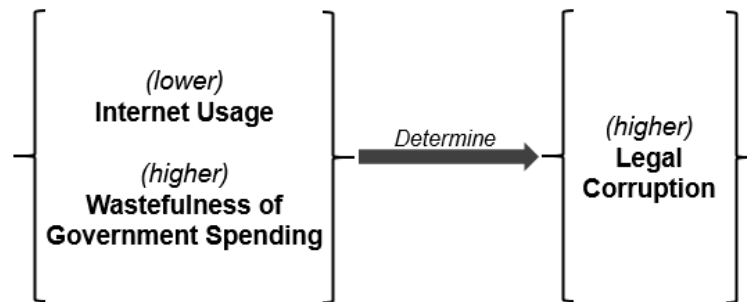 (lower)
Internet Usage
(higher)
Wastefulness of
Government Spending
Determine
(higher)
Legal
Corruption